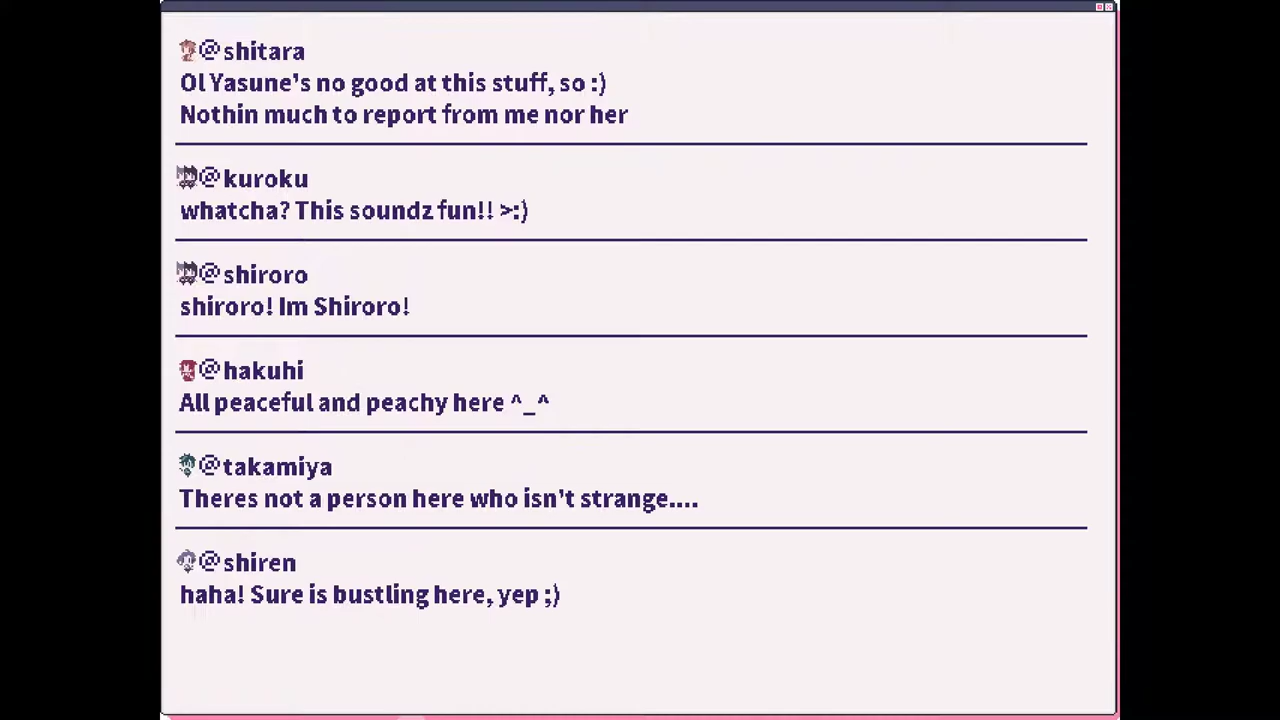 @shitara
Ol Yasune's no good at this stuff, so :)
Nothin much to report from me nor her
@kuroku
whatcha? This soundz fun!! >:)
@shiroro
shiroro! Im Shiroro!
@hakuhi
All peaceful and peachy here ^_^
@takamiya
Theres not a person here who isn't strange....
@shiren
haha! Sure is bustling here, yep ;)